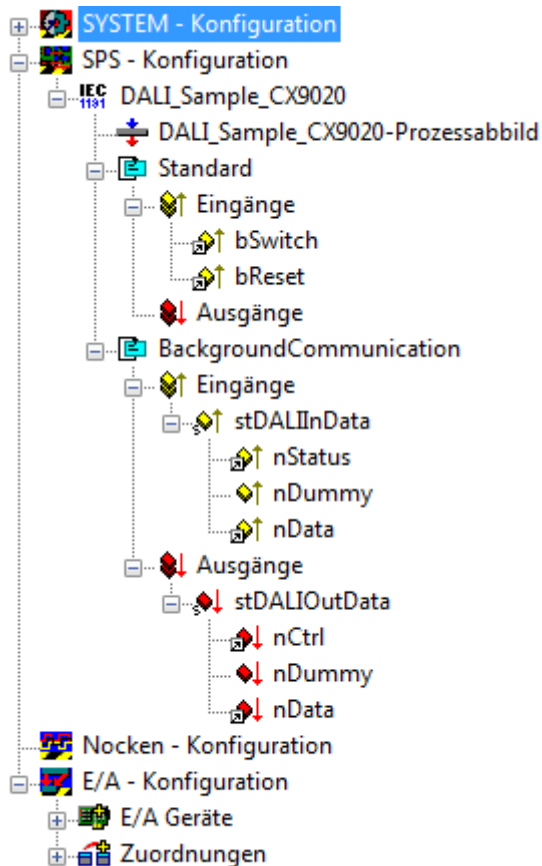 SYSTEM - Konfiguration
SPS - Konfiguration
IEC
1131
DALI_Sample_CX9020
DALI_Sample_CX9020-Prozessabbild
Standard
Eingänge
bSwitch
bReset
Ausgänge
BackgroundCommunication
Eingänge
stDALIInData
nStatus
nDummy
nData
Ausgänge
stDALIOutData
nCtrl
nDummy
nData
Nocken - Konfiguration
E/A - Konfiguration
E/A Geräte
Zuordnungen